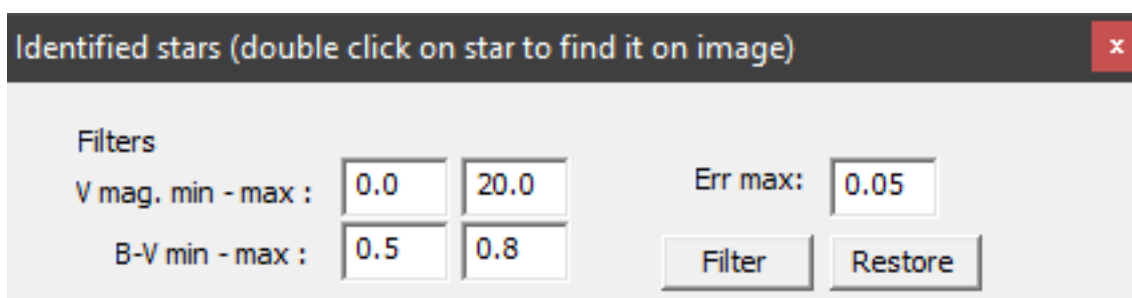 Identified stars (double click on star to find it on image) x
Filters
V mag. min - max : 0.0 20.0 Err max: 0.05
B-V min - max : 0.5 0.8 Filter Restore